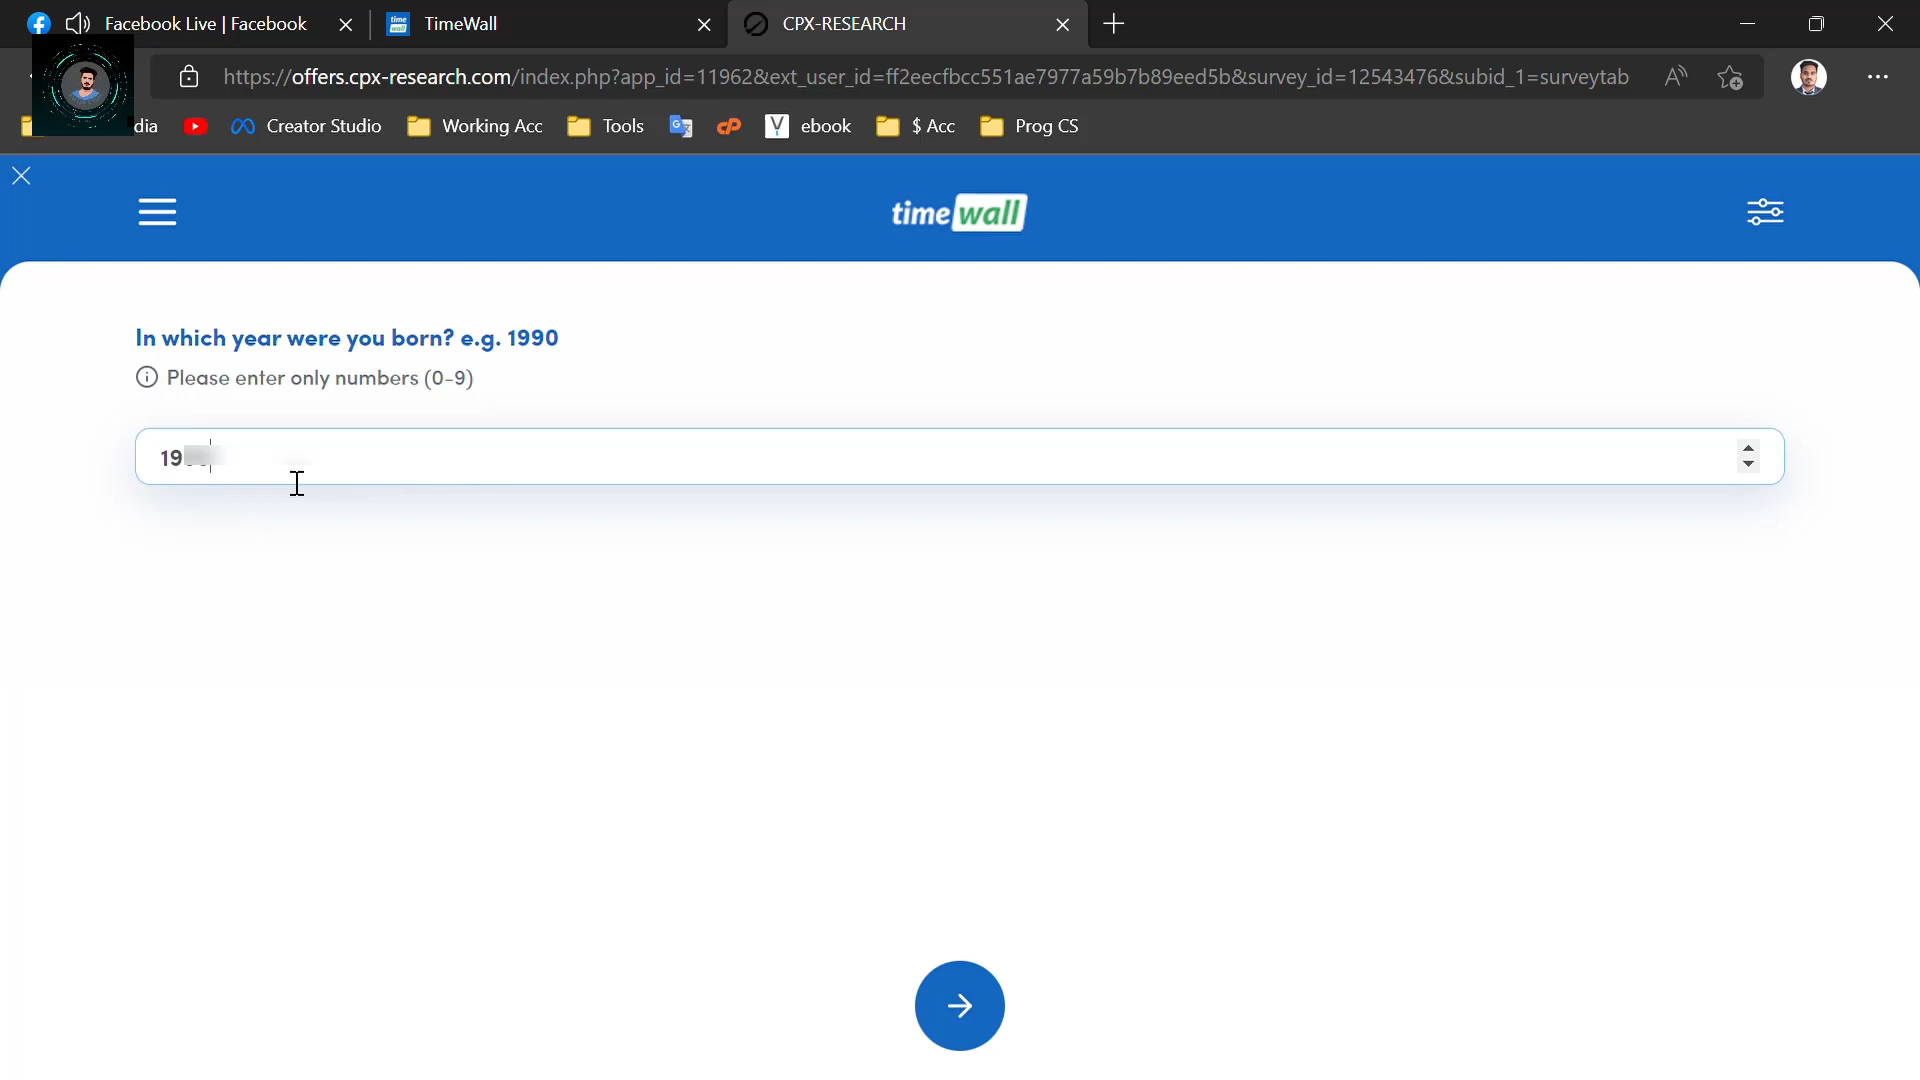 Facebook Live | Facebook
TimeWall
CPX-RESEARCH
https://offers.cpx-research.com/index.php?app_id=11962&ext_user_id=ff2eecfbcc551ae7977a59b7b89eed5b&survey_id=12543476&subid_1=surveytab
dia
Creator Studio
Working Acc
Tools
ebook
$ Acc
Prog CS
timewall
In which year were you born? e.g. 1990
Please enter only numbers (0-9)
19